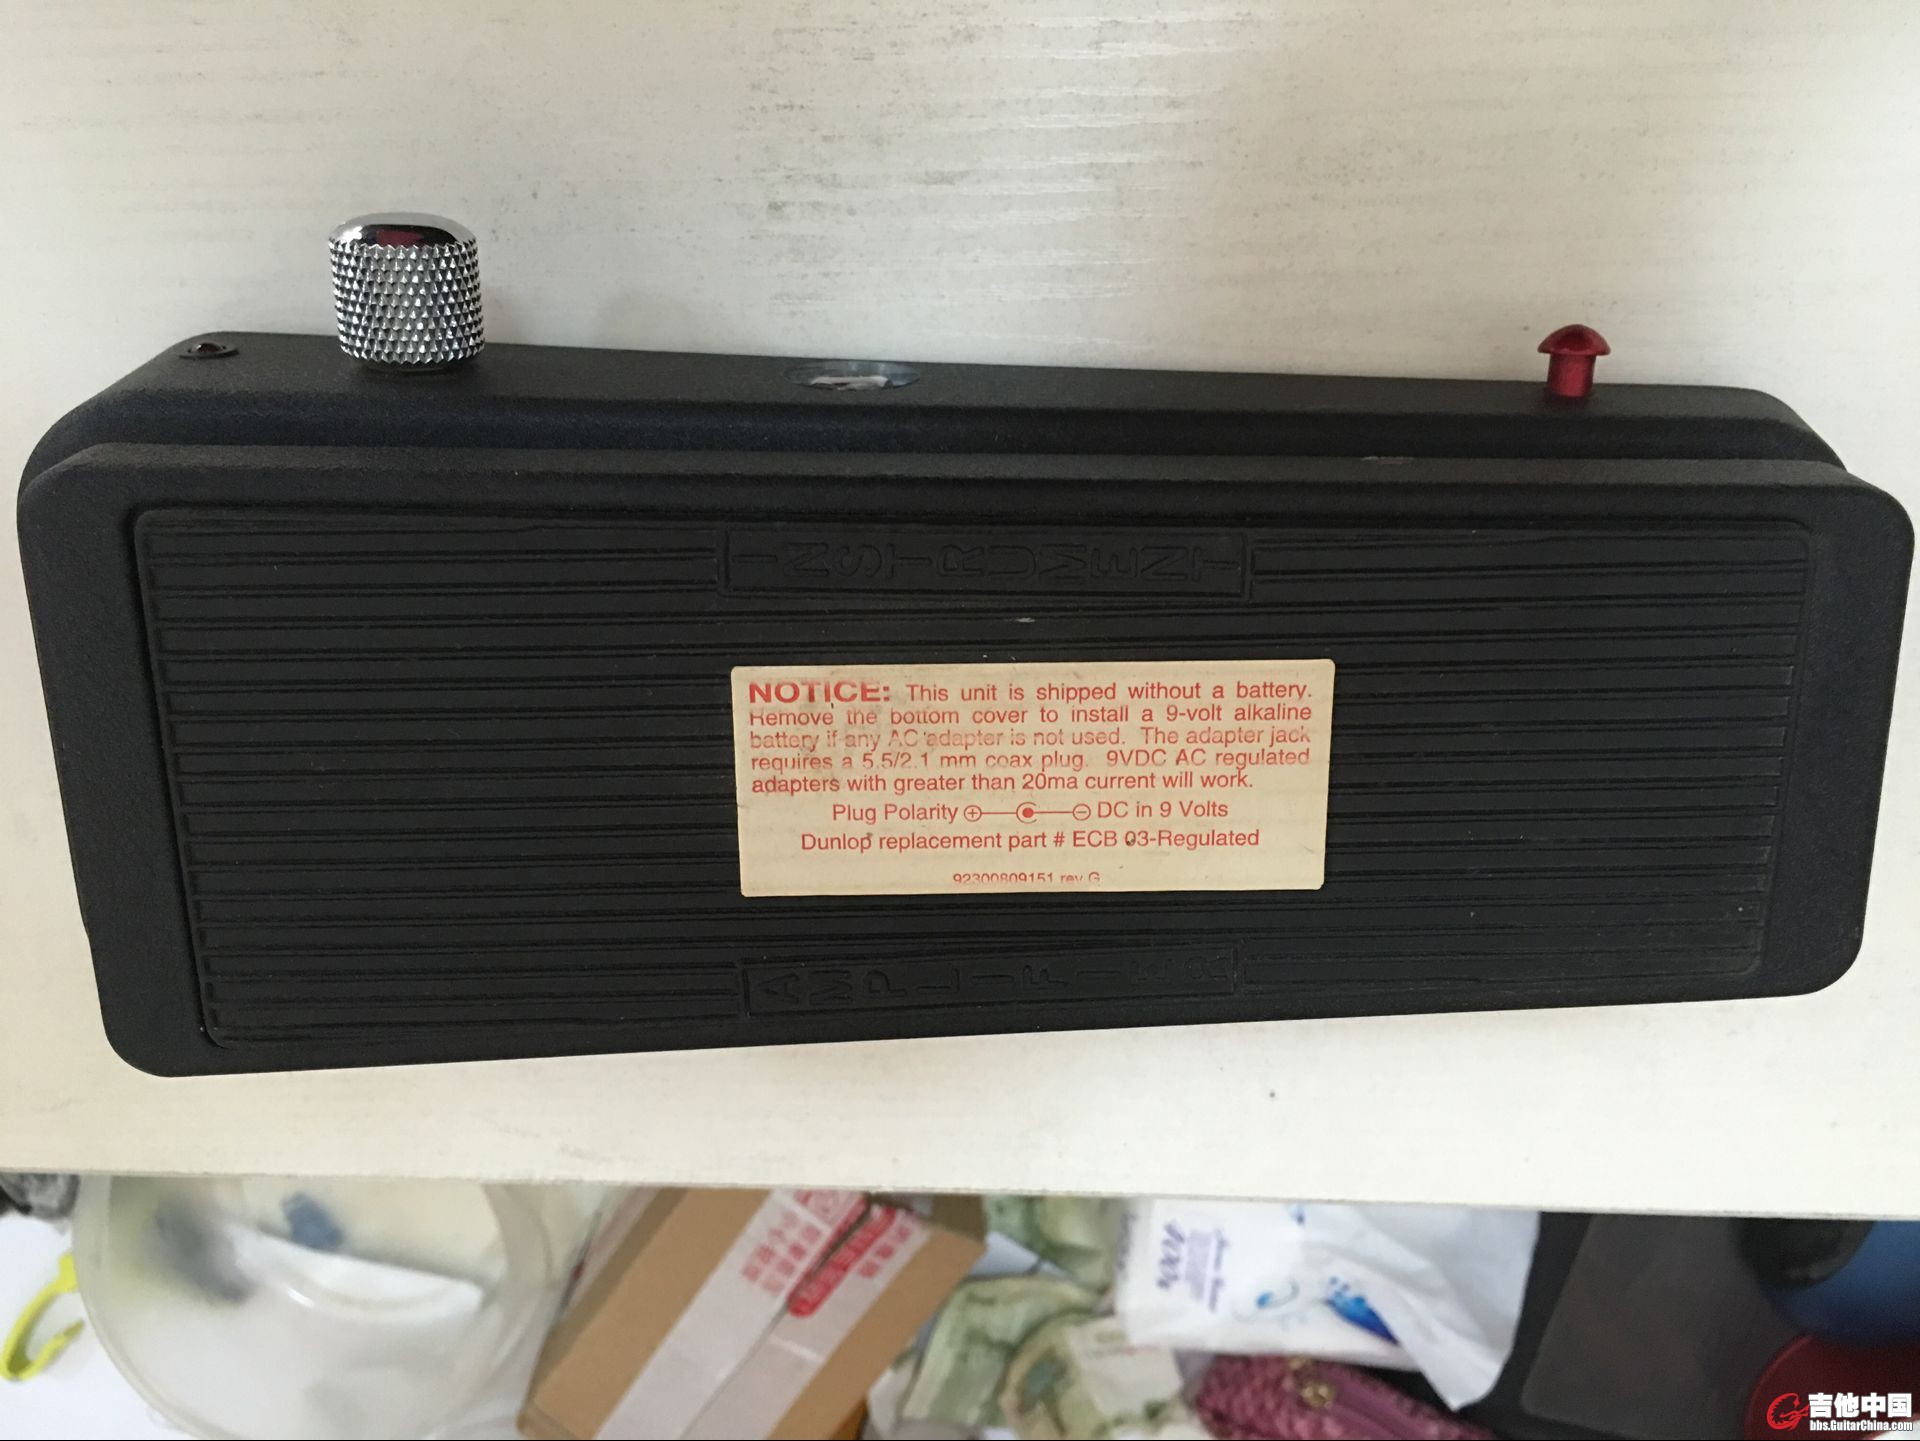 INSTRUMENT
NOTICE: This unit is shipped without a battery.
Remove the bottom cover to install a 9-volt alkaline
battery if any AC adapter is not used. The adapter jack
requires a 5.5/2.1 mm coax plug. 9VDC AC regulated
adapters with greater than 20ma current will work.
Plug Polarity + - DC in 9 Volts
Dunlop replacement part # ECB 03-Regulated
92300809151 rev G
AMPLIFIER
吉他中国
bbs.GuitarChina.com